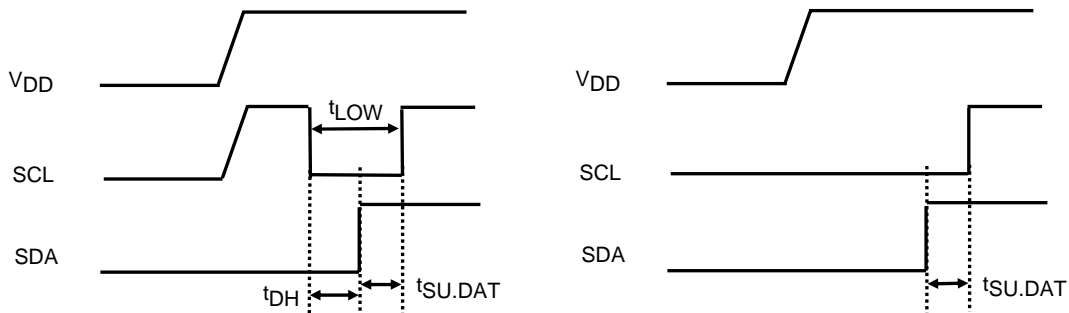 VDD
tLOW
SCL
SDA
tDH
tSU.DAT
VDD
SCL
SDA
tSU.DAT